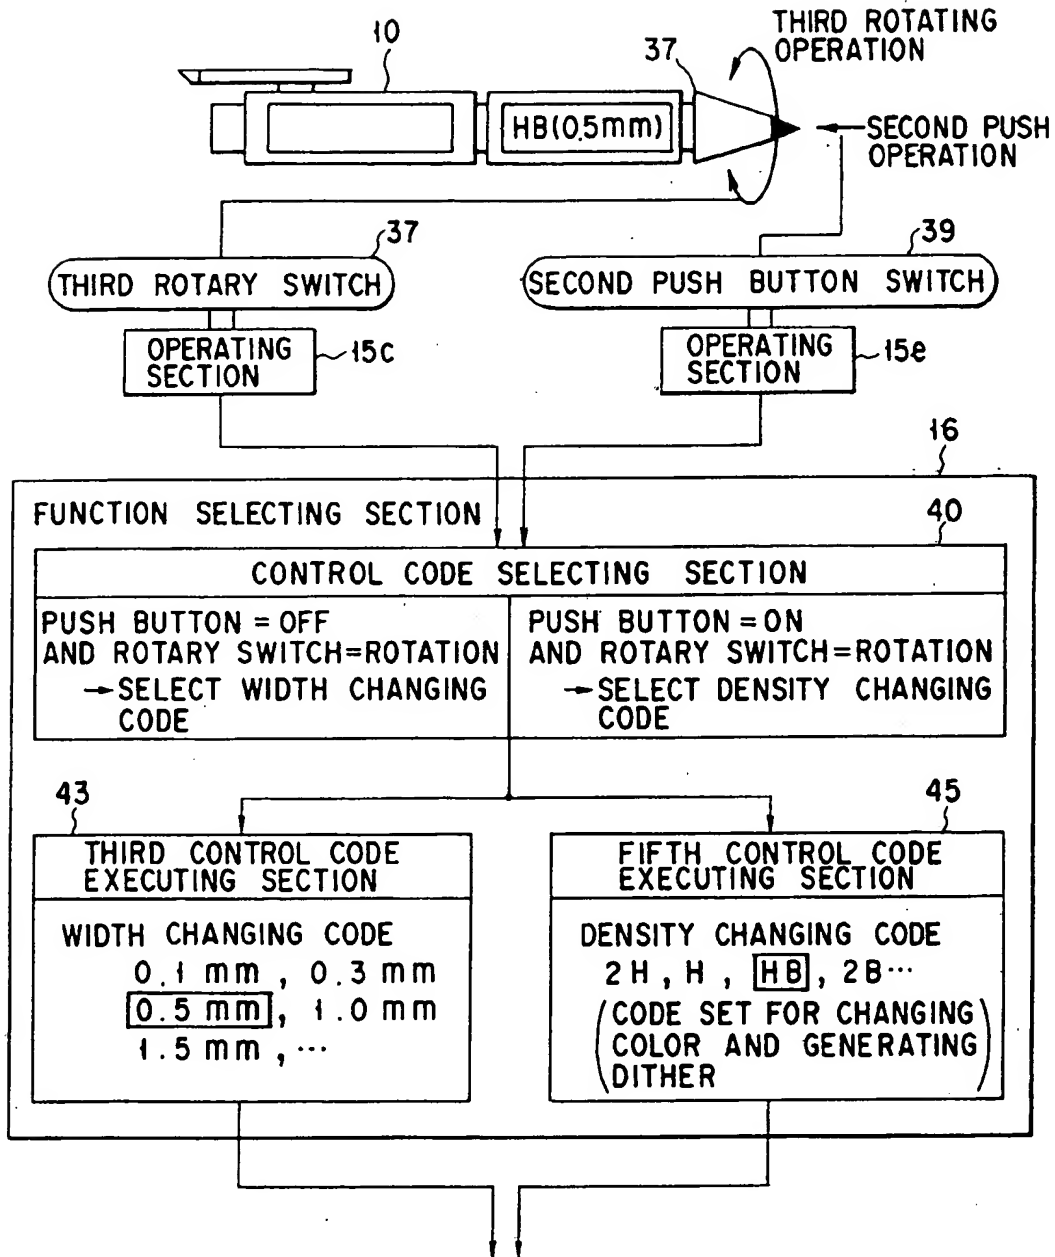 THIRD ROTATING
OPERATION
10
37
HB(0.5mm)
SECOND PUSH
OPERATION
37
39
THIRD ROTARY SWITCH
SECOND PUSH BUTTON SWITCH
OPERATING
SECTION
15c
OPERATING
SECTION
15e
16
FUNCTION SELECTING SECTION
40
CONTROL CODE SELECTING SECTION
PUSH BUTTON = OFF
AND ROTARY SWITCH=ROTATION
→ SELECT WIDTH CHANGING
CODE
PUSH BUTTON = ON
AND ROTARY SWITCH=ROTATION
→ SELECT DENSITY CHANGING
CODE
43
THIRD CONTROL CODE
EXECUTING SECTION
WIDTH CHANGING CODE
0.1 mm , 0.3 mm
0.5 mm , 1.0 mm
1.5 mm , ···
45
FIFTH CONTROL CODE
EXECUTING SECTION
DENSITY CHANGING CODE
2H , H , HB , 2B ···
(CODE SET FOR CHANGING
COLOR AND GENERATING
DITHER)